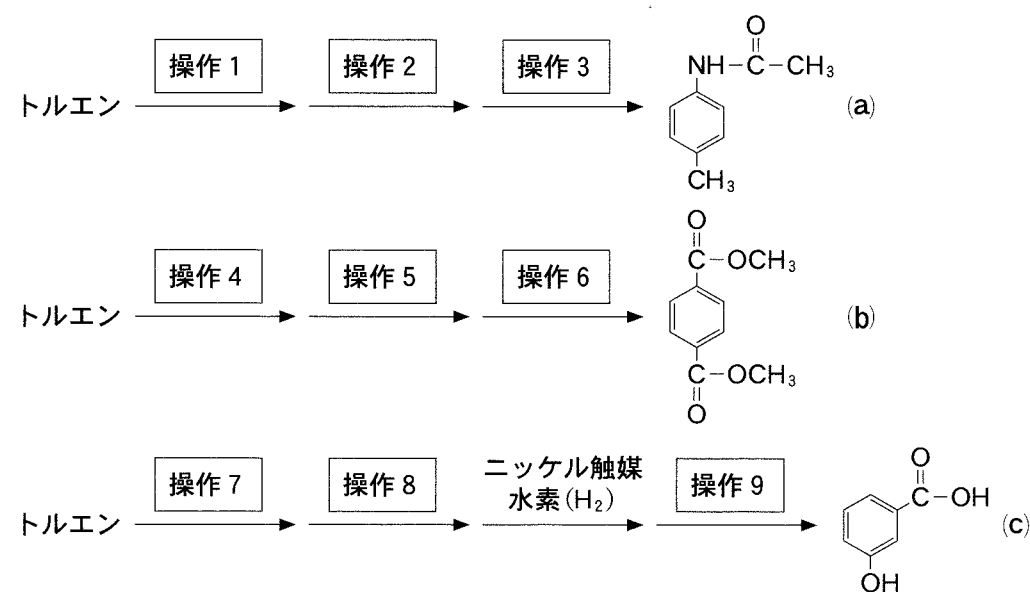 操作1 操作2 操作3
トルエン
O
NH-C-CH₃
CH₃
(a)
操作4 操作5 操作6
トルエン
O
C-OCH₃
C-OCH₃
O
(b)
操作7 操作8 ニッケル触媒 水素(H₂) 操作9
トルエン
O
C-OH
OH
(c)